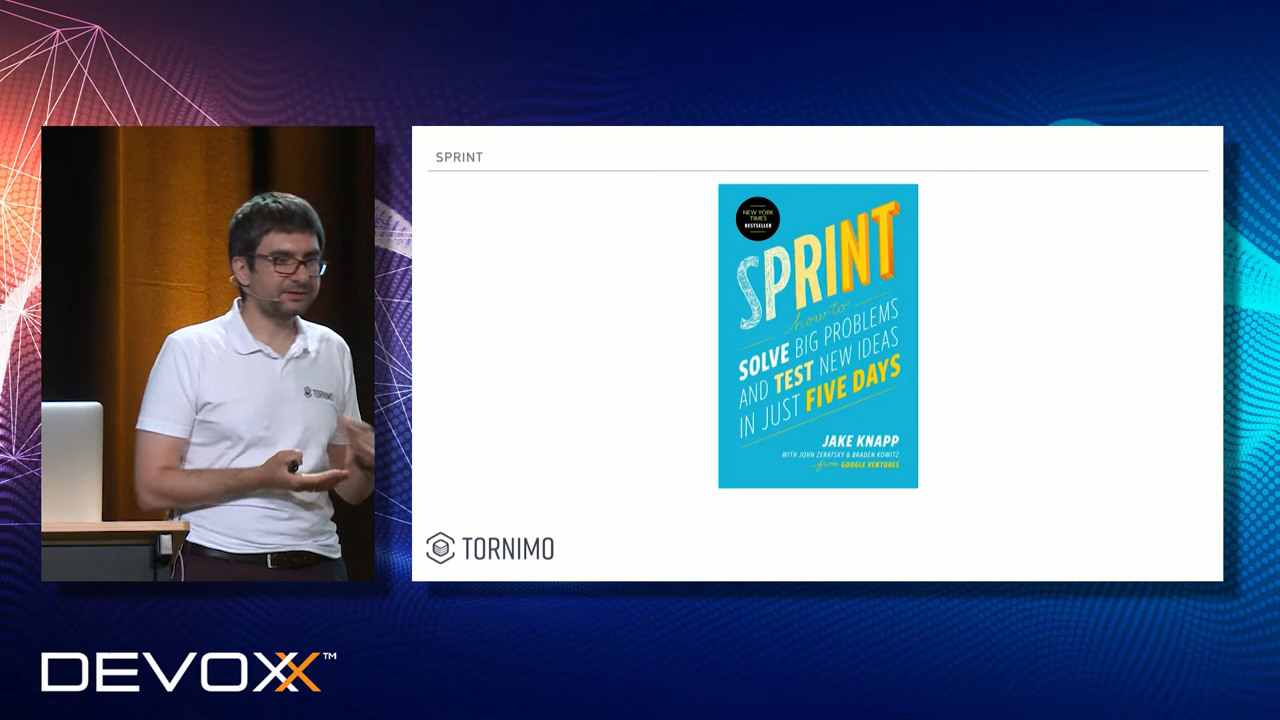 SPRINT
NEW YORK
TIMES
BESTSELLER
SPRINT
how to
SOLVE BIG PROBLEMS
AND TEST NEW IDEAS
IN JUST FIVE DAYS
JAKE KNAPP
WITH JOHN ZERATSKY & BRADEN KOWITZ
from GOOGLE VENTURES
TORNIMO
TORNIMO
DEVOXX™